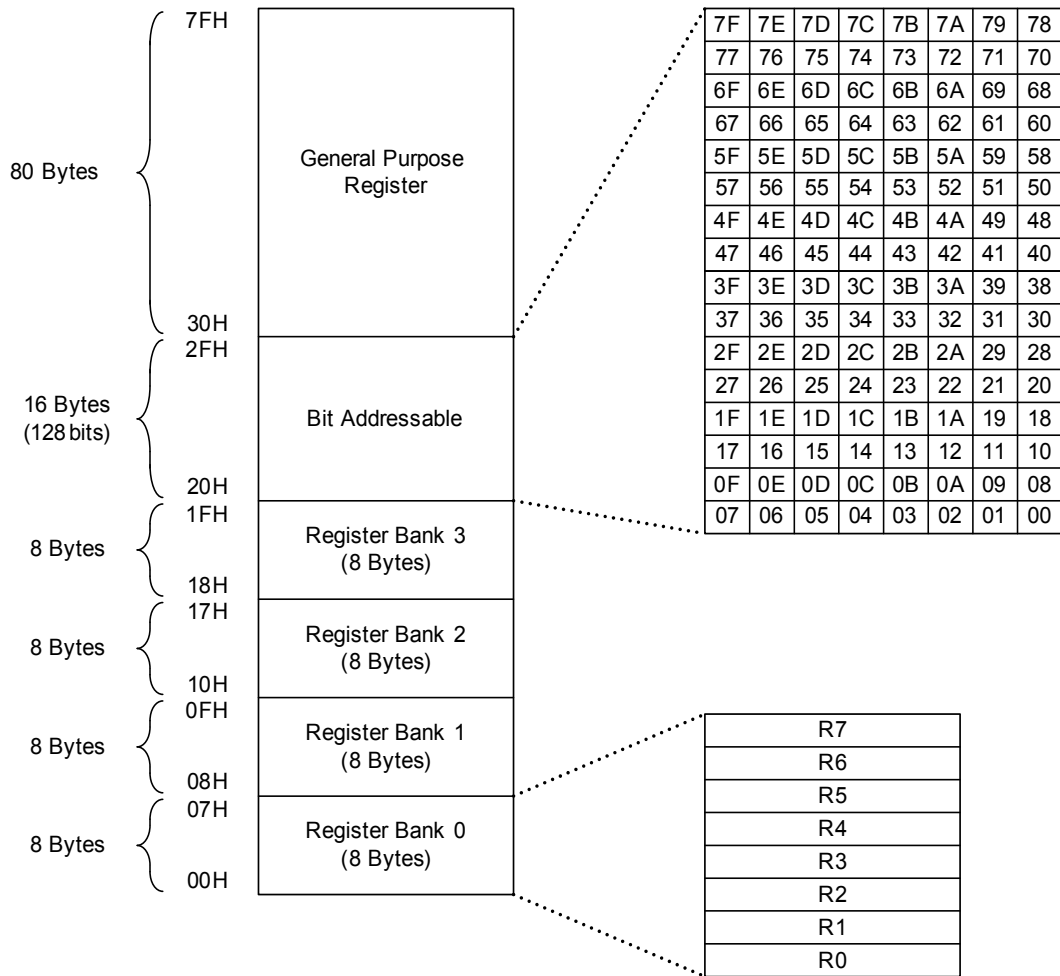 7FH
80 Bytes
General Purpose
Register
30H
2FH
16 Bytes
(128 bits)
Bit Addressable
20H
1FH
8 Bytes
Register Bank 3
(8 Bytes)
18H
17H
8 Bytes
Register Bank 2
(8 Bytes)
10H
0FH
8 Bytes
Register Bank 1
(8 Bytes)
08H
07H
8 Bytes
Register Bank 0
(8 Bytes)
00H
7F 7E 7D 7C 7B 7A 79 78
77 76 75 74 73 72 71 70
6F 6E 6D 6C 6B 6A 69 68
67 66 65 64 63 62 61 60
5F 5E 5D 5C 5B 5A 59 58
57 56 55 54 53 52 51 50
4F 4E 4D 4C 4B 4A 49 48
47 46 45 44 43 42 41 40
3F 3E 3D 3C 3B 3A 39 38
37 36 35 34 33 32 31 30
2F 2E 2D 2C 2B 2A 29 28
27 26 25 24 23 22 21 20
1F 1E 1D 1C 1B 1A 19 18
17 16 15 14 13 12 11 10
0F 0E 0D 0C 0B 0A 09 08
07 06 05 04 03 02 01 00
R7
R6
R5
R4
R3
R2
R1
R0